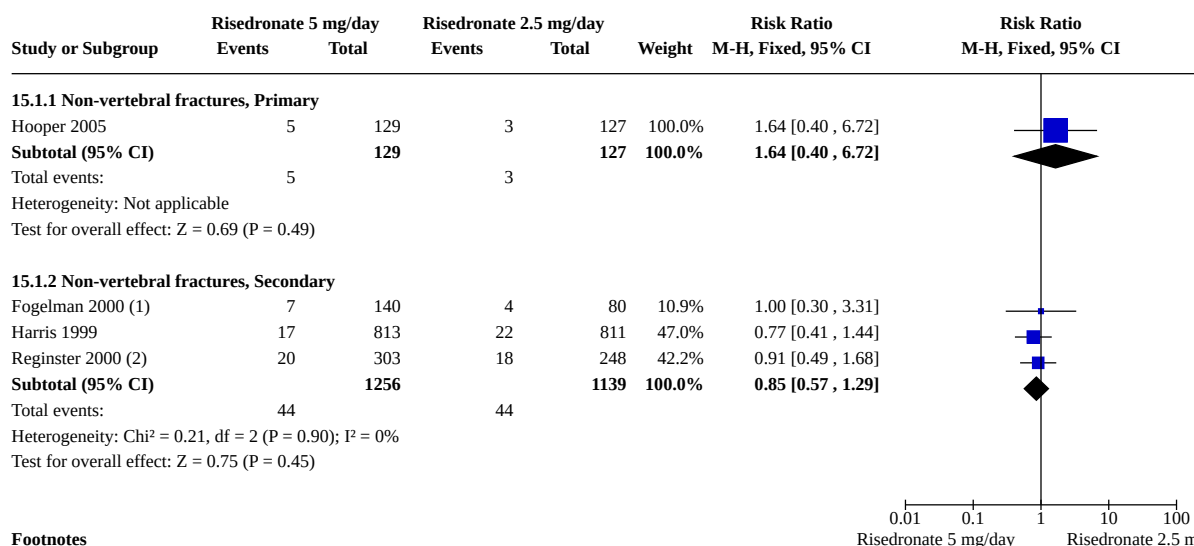 Risedronate 5 mg/day Risedronate 2.5 mg/day Risk Ratio Risk Ratio
Study or Subgroup Events Total Events Total Weight M-H, Fixed, 95% CI M-H, Fixed, 95% CI
15.1.1 Non-vertebral fractures, Primary
Hooper 2005 5 129 3 127 100.0% 1.64 [0.40 , 6.72]
Subtotal (95% CI) 129 127 100.0% 1.64 [0.40 , 6.72]
Total events: 5 3
Heterogeneity: Not applicable
Test for overall effect: Z = 0.69 (P = 0.49)
15.1.2 Non-vertebral fractures, Secondary
Fogelman 2000 (1) 7 140 4 80 10.9% 1.00 [0.30 , 3.31]
Harris 1999 17 813 22 811 47.0% 0.77 [0.41 , 1.44]
Reginster 2000 (2) 20 303 18 248 42.2% 0.91 [0.49 , 1.68]
Subtotal (95% CI) 1256 1139 100.0% 0.85 [0.57 , 1.29]
Total events: 44 44
Heterogeneity: Chi² = 0.21, df = 2 (P = 0.90); I² = 0%
Test for overall effect: Z = 0.75 (P = 0.45)
0.01 0.1 1 10 100
Footnotes Risedronate 5 mg/day Risedronate 2.5 m